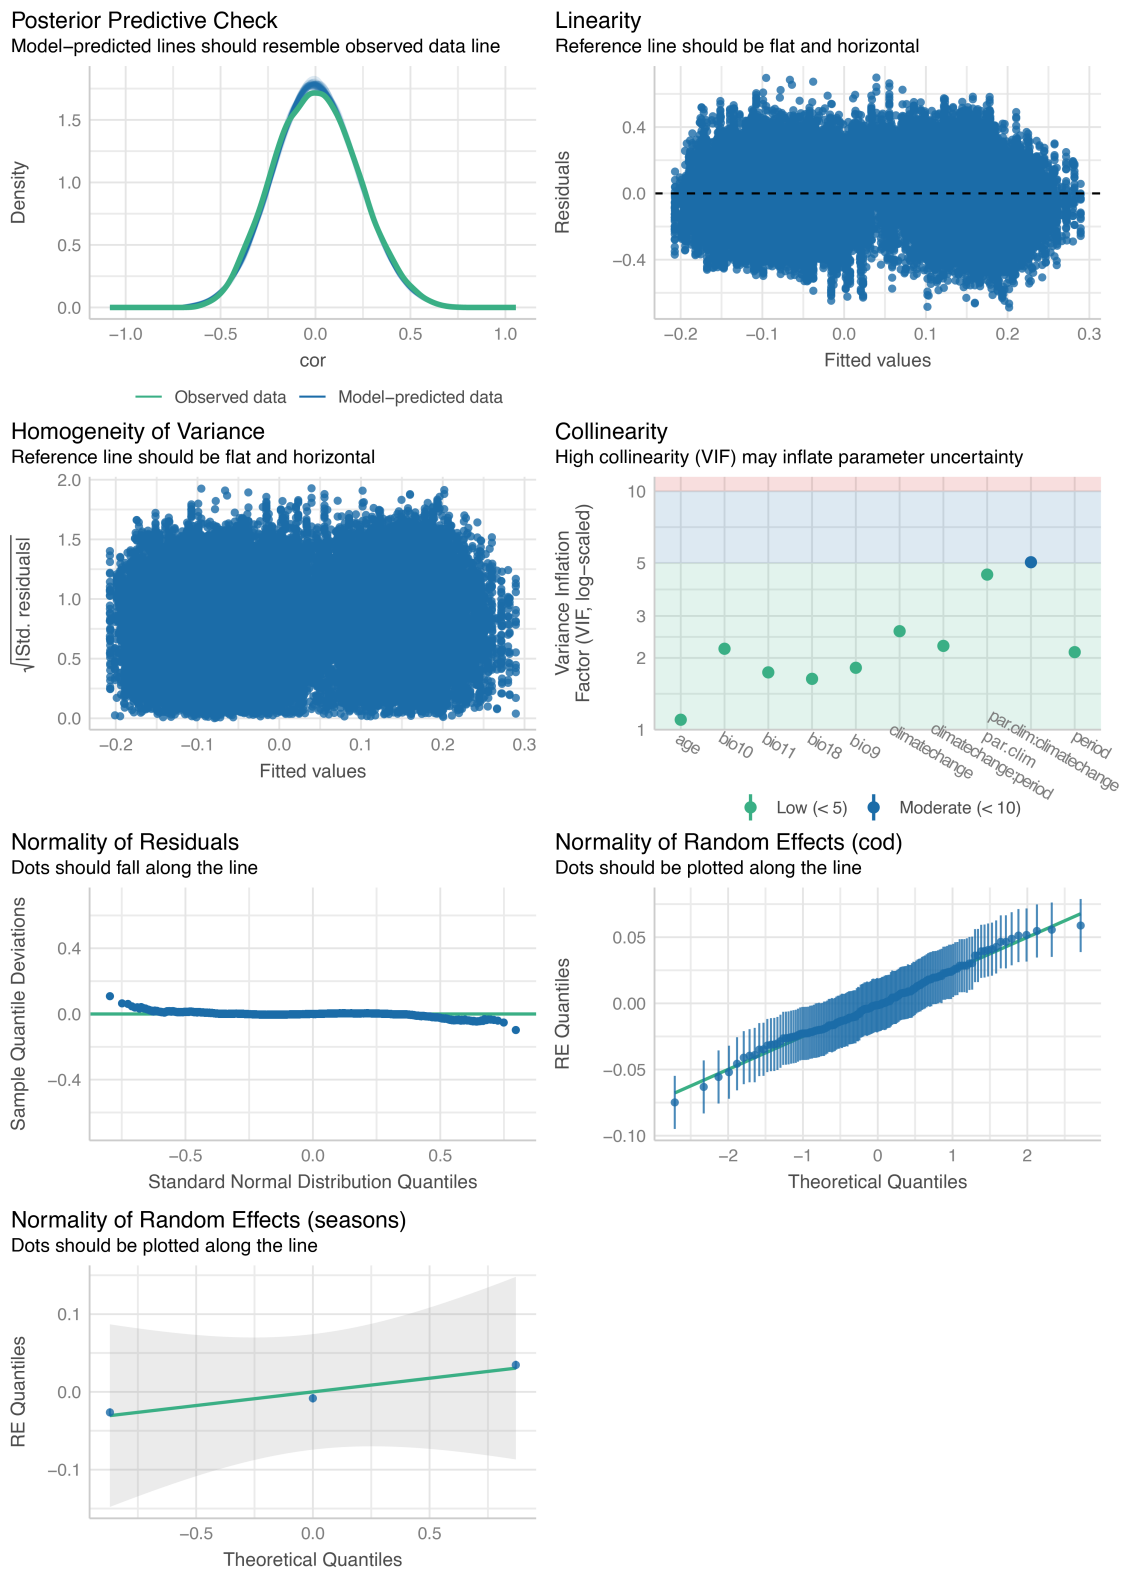 Posterior Predictive Check
Model−predicted lines should resemble observed data line
Density
1.5
1.0
0.5
0.0
−1.0 −0.5 0.0 0.5 1.0
cor
Observed data Model−predicted data
Linearity
Reference line should be flat and horizontal
Residuals
0.4
0.0
−0.4
−0.2 −0.1 0.0 0.1 0.2 0.3
Fitted values
Homogeneity of Variance
Reference line should be flat and horizontal
√|Std. residuals|
2.0
1.5
1.0
0.5
0.0
−0.2 −0.1 0.0 0.1 0.2 0.3
Fitted values
Collinearity
High collinearity (VIF) may inflate parameter uncertainty
Variance Inflation
Factor (VIF, log−scaled)
10
5
3
2
1
age
bio10
bio11
bio18
bio9
climatechange
climatechange:period
par.clim
par.clim:climatechange
period
Low (< 5) Moderate (< 10)
Normality of Residuals
Dots should fall along the line
Sample Quantile Deviations
0.4
0.0
−0.4
−0.5 0.0 0.5
Standard Normal Distribution Quantiles
Normality of Random Effects (cod)
Dots should be plotted along the line
RE Quantiles
0.05
0.00
−0.05
−0.10
−2 −1 0 1 2
Theoretical Quantiles
Normality of Random Effects (seasons)
Dots should be plotted along the line
RE Quantiles
0.1
0.0
−0.1
−0.5 0.0 0.5
Theoretical Quantiles